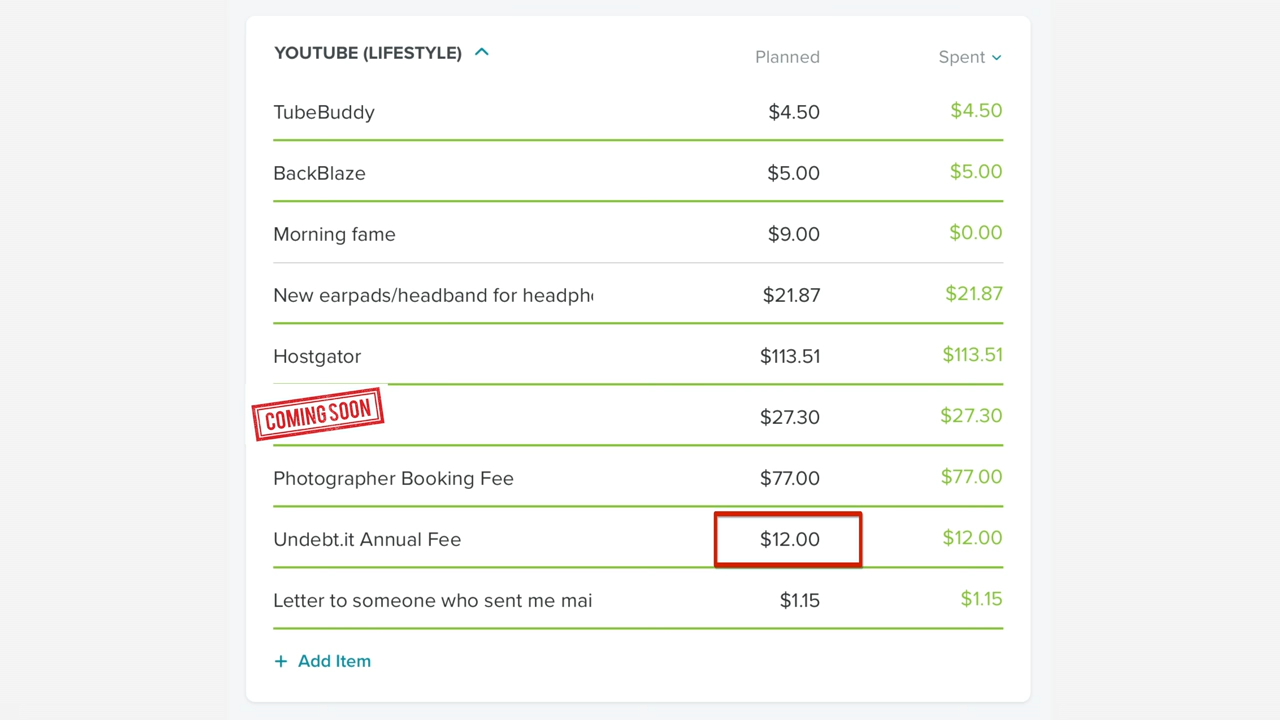 YOUTUBE (LIFESTYLE) Planned Spent
TubeBuddy $4.50 $4.50
BackBlaze $5.00 $5.00
Morning fame $9.00 $0.00
New earpads/headband for headph $21.87 $21.87
Hostgator $113.51 $113.51
COMING SOON $27.30 $27.30
Photographer Booking Fee $77.00 $77.00
Undebt.it Annual Fee $12.00 $12.00
Letter to someone who sent me mai $1.15 $1.15
+ Add Item